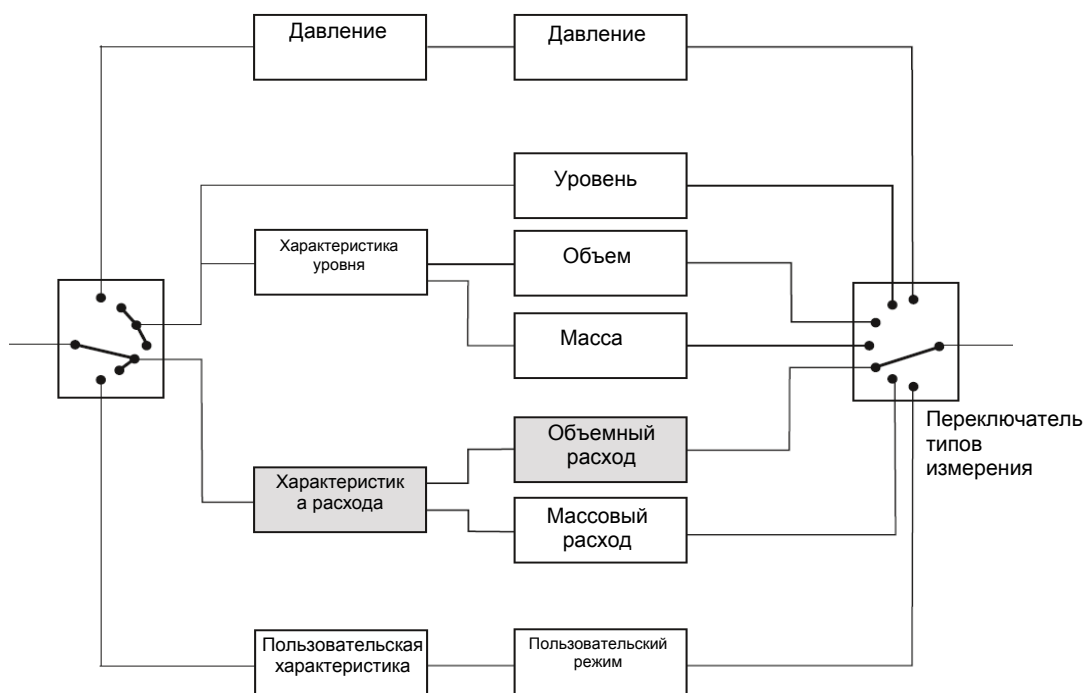 Давление
Давление
Уровень
Характеристика
уровня
Объем
Масса
Объемный
расход
Переключатель
типов
измерения
Характеристик
а расхода
Массовый
расход
Пользовательская
характеристика
Пользовательский
режим